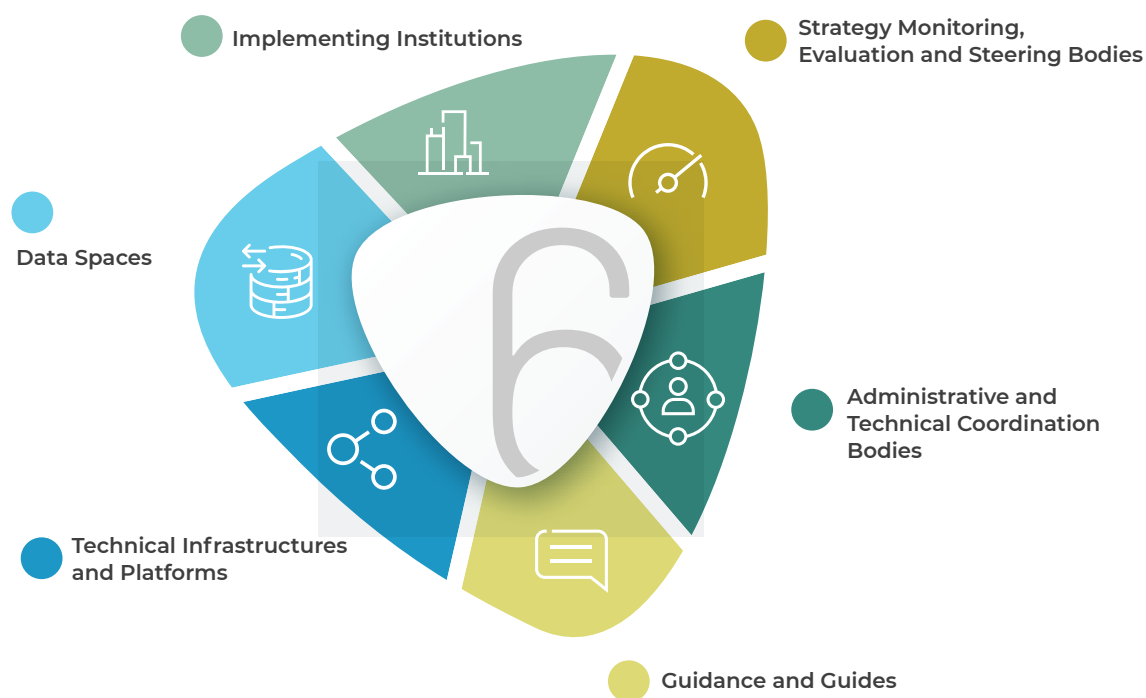 Implementing Institutions
Strategy Monitoring,
Evaluation and Steering Bodies
Data Spaces
6
Administrative and
Technical Coordination
Bodies
Technical Infrastructures
and Platforms
Guidance and Guides